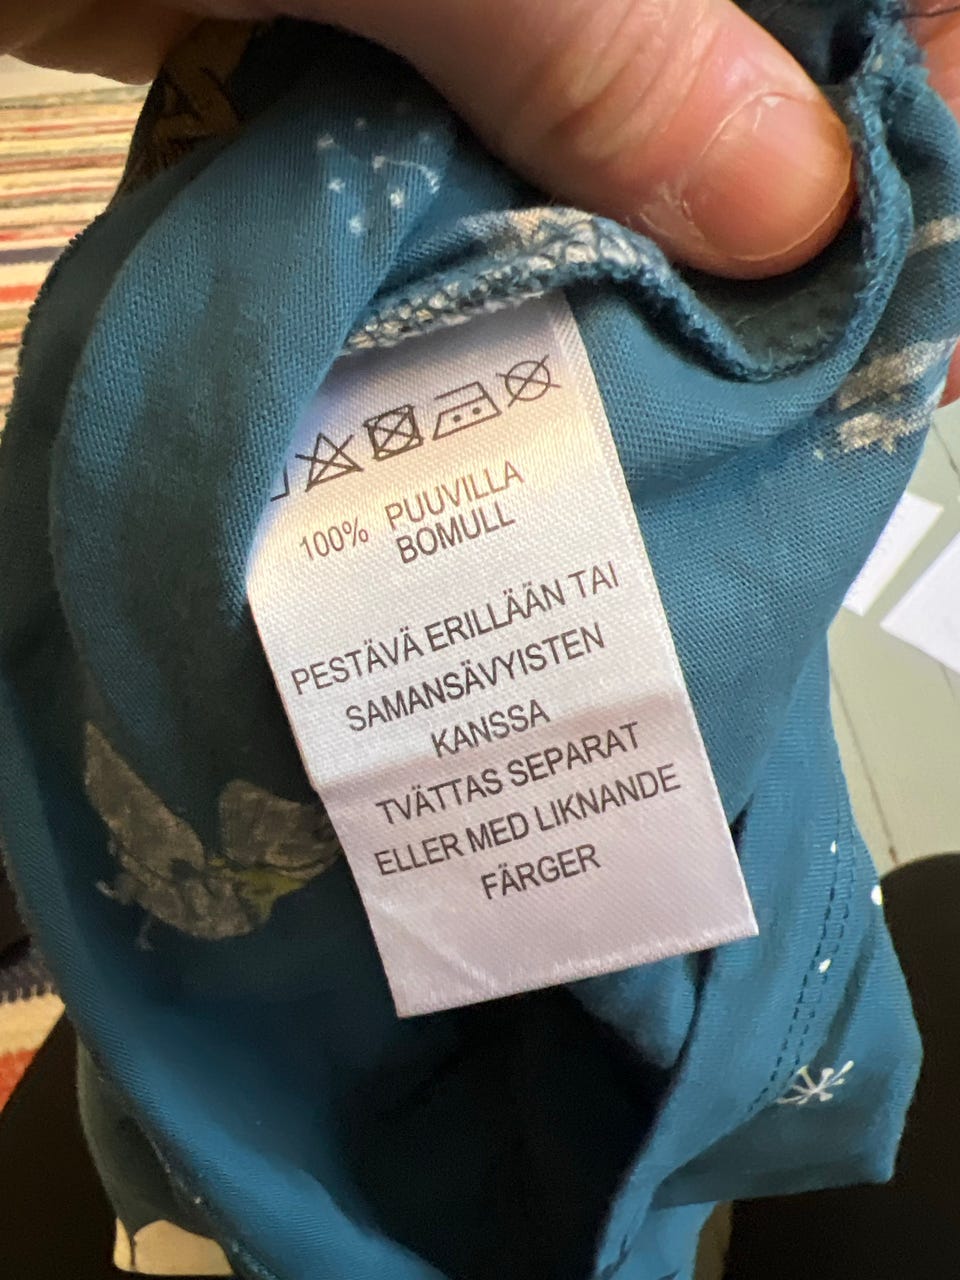 100% PUUVILLA
BOMULL
PESTÄVÄ ERILLÄÄN TAI
SAMANSÄVYISTEN
KANSSA
TVÄTTAS SEPARAT
ELLER MED LIKNANDE
FÄRGER